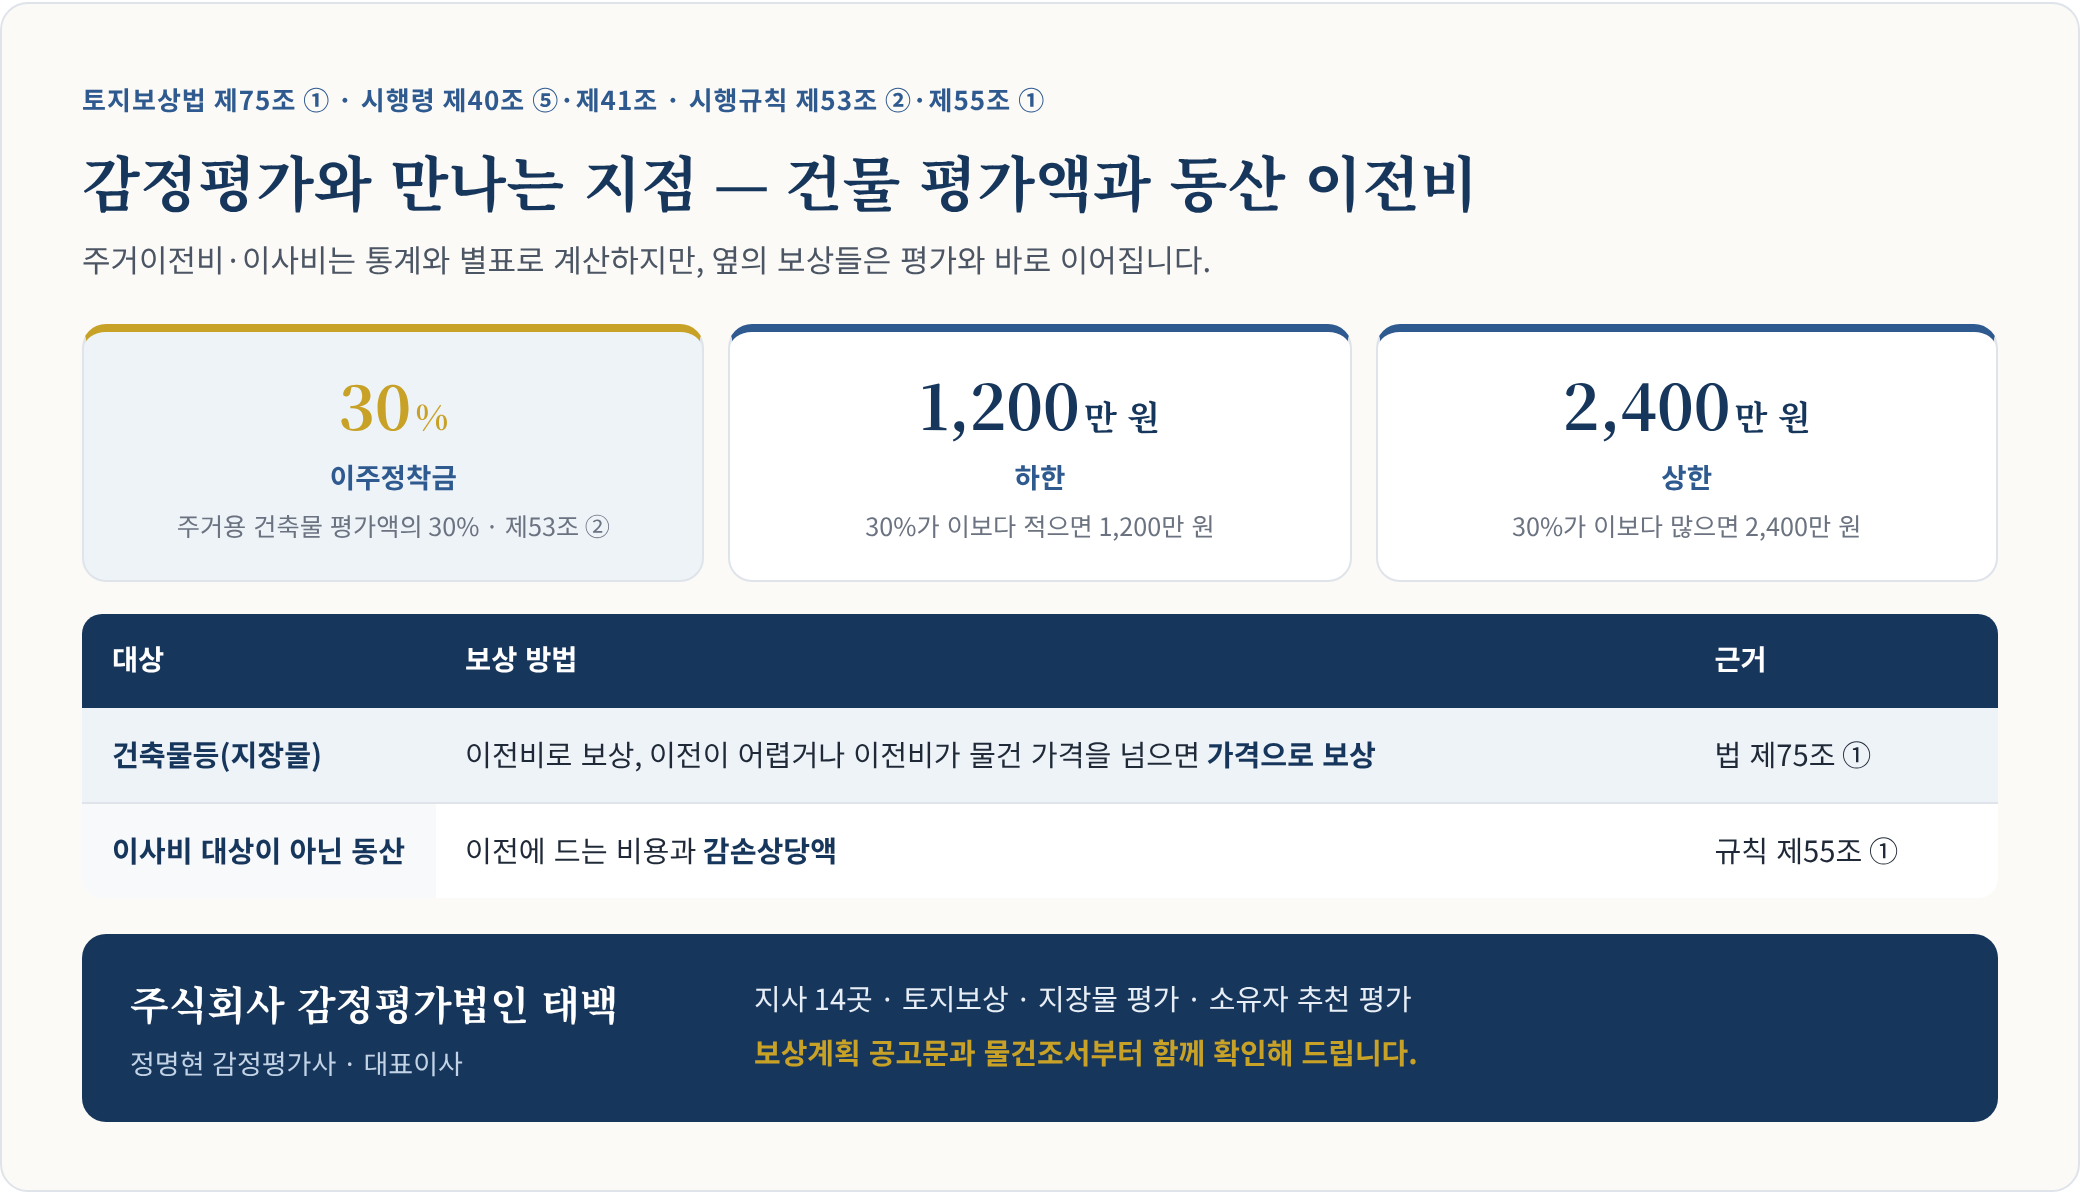 토지보상법 제75조 ① · 시행령 제40조 ⑤·제41조 · 시행규칙 제53조 ②·제55조 ①
감정평가와 만나는 지점 — 건물 평가액과 동산 이전비
주거이전비·이사비는 통계와 별표로 계산하지만, 옆의 보상들은 평가와 바로 이어집니다.
30%
이주정착금
주거용 건축물 평가액의 30% · 제53조 ②
1,200만 원
하한
30%가 이보다 적으면 1,200만 원
2,400만 원
상한
30%가 이보다 많으면 2,400만 원
대상 보상 방법 근거
건축물등(지장물) 이전비로 보상, 이전이 어렵거나 이전비가 물건 가격을 넘으면 가격으로 보상 법 제75조 ①
이사비 대상이 아닌 동산 이전에 드는 비용과 감손상당액 규칙 제55조 ①
주식회사 감정평가법인 태백
정명현 감정평가사 · 대표이사
지사 14곳 · 토지보상 · 지장물 평가 · 소유자 추천 평가
보상계획 공고문과 물건조서부터 함께 확인해 드립니다.